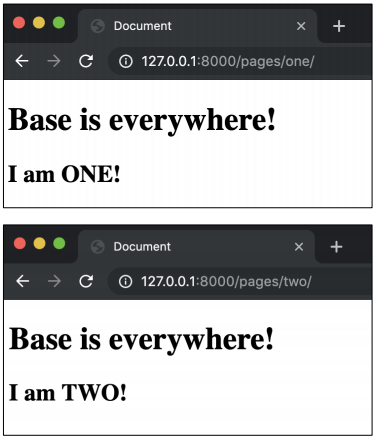 Document
127.0.0.1:8000/pages/one/
Base is everywhere!
I am ONE!
Document
127.0.0.1:8000/pages/two/
Base is everywhere!
I am TWO!